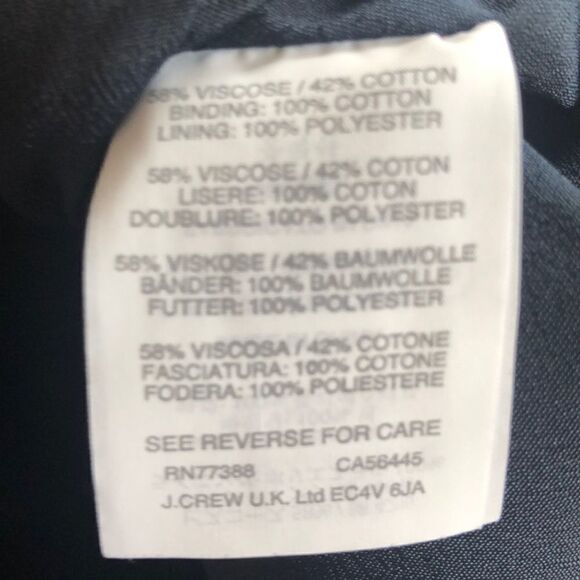 58% VISCOSE / 42% COTTON
BINDING: 100% COTTON
LINING: 100% POLYESTER
58% VISCOSE / 42% COTON
LISERE: 100% COTON
DOUBLURE: 100% POLYESTER
58% VISKOSE / 42% BAUMWOLLE
BÄNDER: 100% BAUMWOLLE
FUTTER: 100% POLYESTER
58% VISCOSA / 42% COTONE
FASCIATURA: 100% COTONE
FODERA: 100% POLIESTERE
SEE REVERSE FOR CARE
RN77388 CA56445
J.CREW U.K. Ltd EC4V 6JA